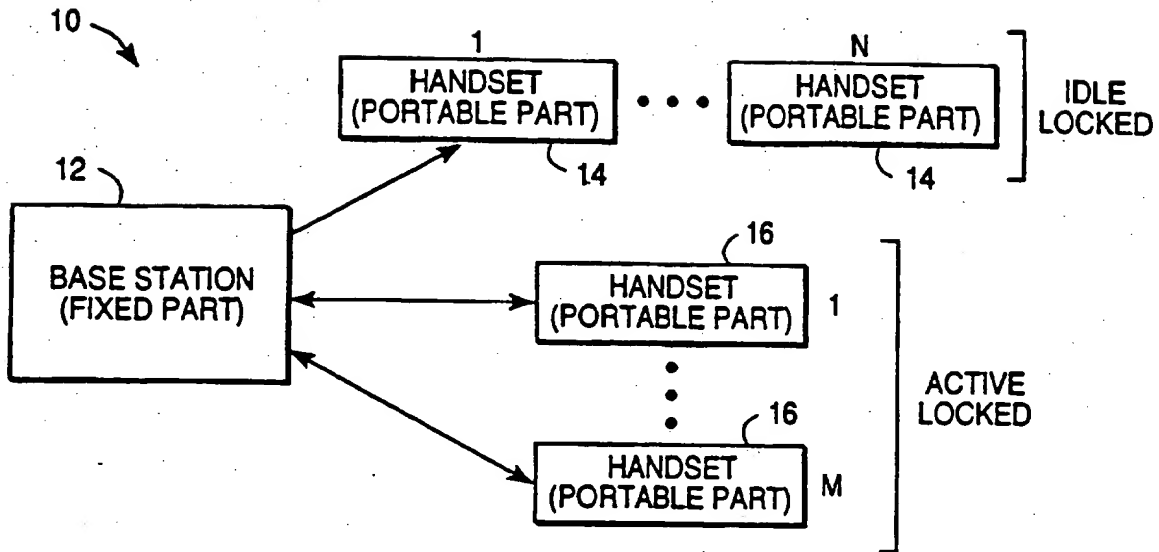 10
1
HANDSET
(PORTABLE PART)
14
N
HANDSET
(PORTABLE PART)
14
IDLE
LOCKED
12
BASE STATION
(FIXED PART)
16
HANDSET
(PORTABLE PART)
1
16
HANDSET
(PORTABLE PART)
M
ACTIVE
LOCKED